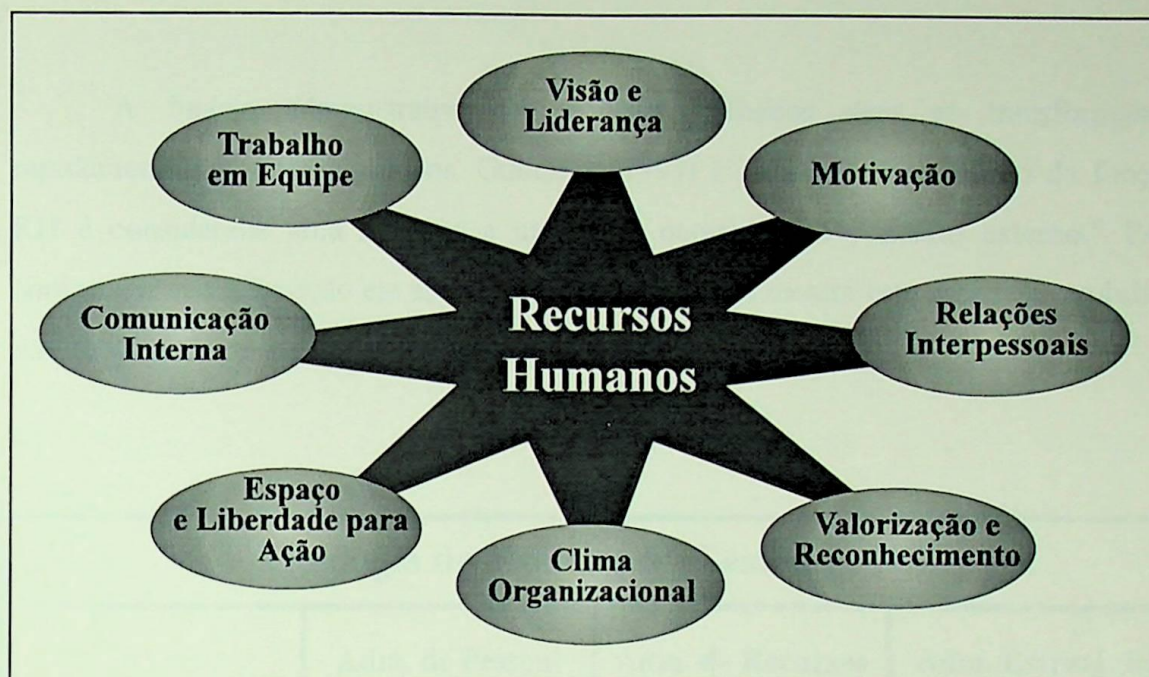 Visão e
Liderança
Motivação
Relações
Interpessoais
Valorização e
Reconhecimento
Clima
Organizacional
Espaço
e Liberdade para
Ação
Comunicação
Interna
Trabalho
em Equipe
Recursos
Humanos